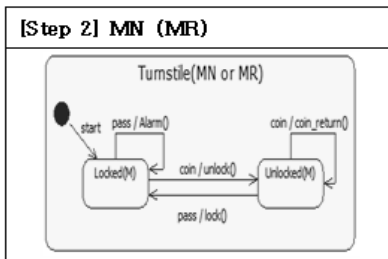 [Step 2] MN (MR)
Turnstile(MN or MR)
start
pass / Alarm()
coin / coin_return()
Locked(M)
coin / unlock()
Unlocked(M)
pass / lock()